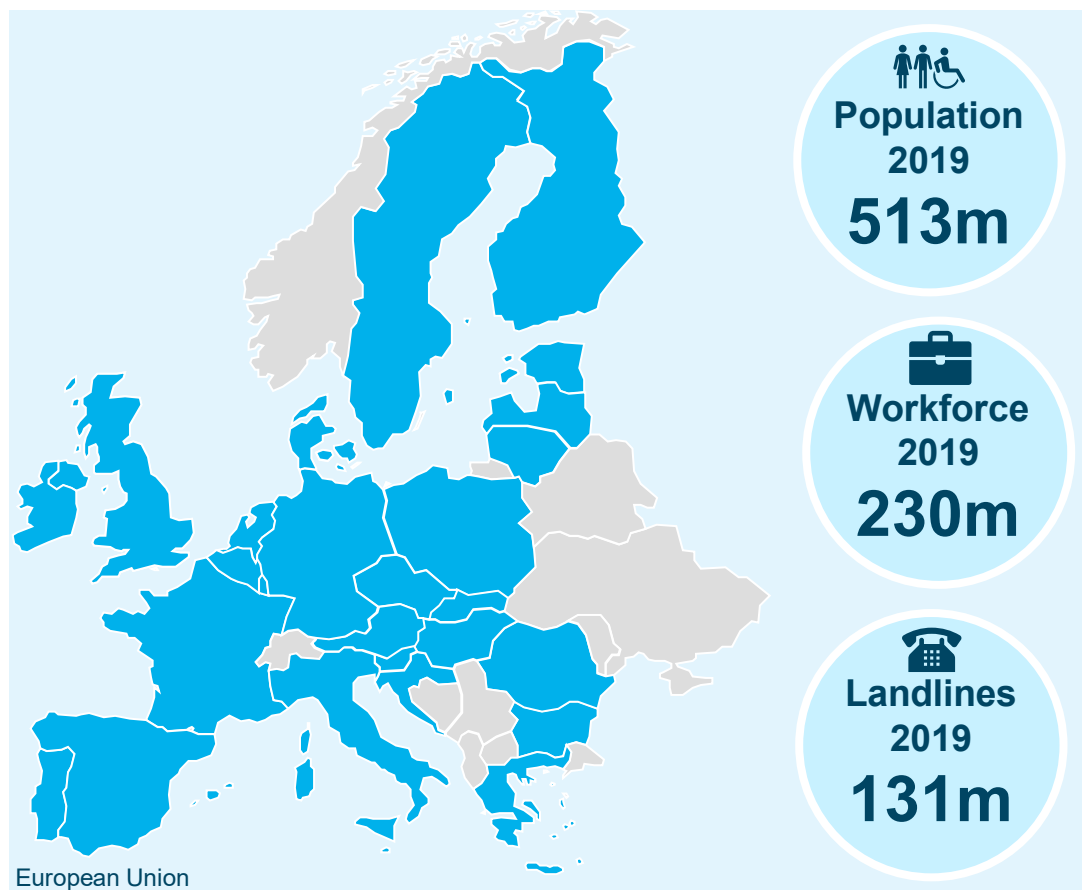 Population
2019
513m
Workforce
2019
230m
Landlines
2019
131m
European Union